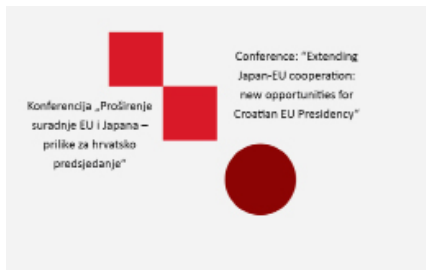 Konferencija „Proširenje
suradnje EU i Japana –
prilike za hrvatsko
predsjedanje“
Conference: “Extending
Japan-EU cooperation:
new opportunities for
Croatian EU Presidency”